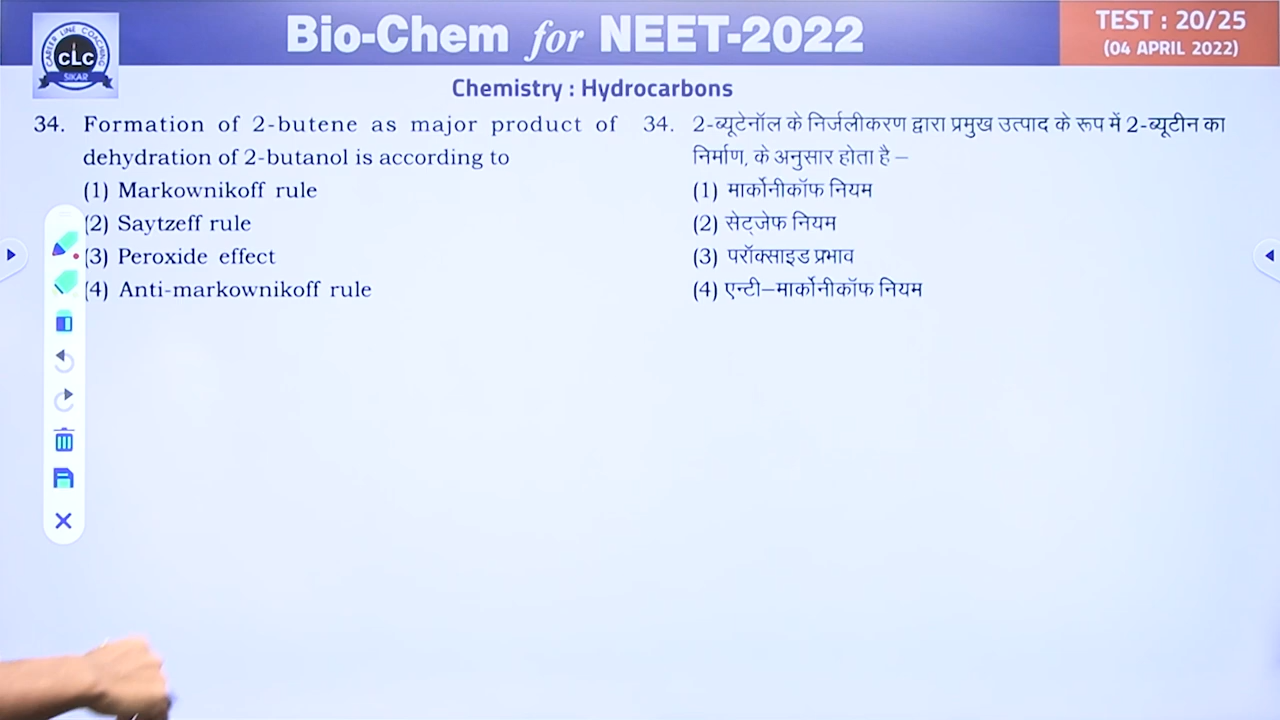 Bio-Chem for NEET-2022
TEST : 20/25
(04 APRIL 2022)
CAREER LINE COACHING
CLC
SIKAR
Chemistry : Hydrocarbons
34. Formation of 2-butene as major product of
dehydration of 2-butanol is according to
(1) Markownikoff rule
(2) Saytzeff rule
(3) Peroxide effect
(4) Anti-markownikoff rule
34. 2-ब्यूटेनॉल के निर्जलीकरण द्वारा प्रमुख उत्पाद के रूप में 2-ब्यूटीन का
निर्माण, के अनुसार होता है –
(1) मार्कोनीकॉफ नियम
(2) सेट्जेफ नियम
(3) परॉक्साइड प्रभाव
(4) एन्टी–मार्कोनीकॉफ नियम